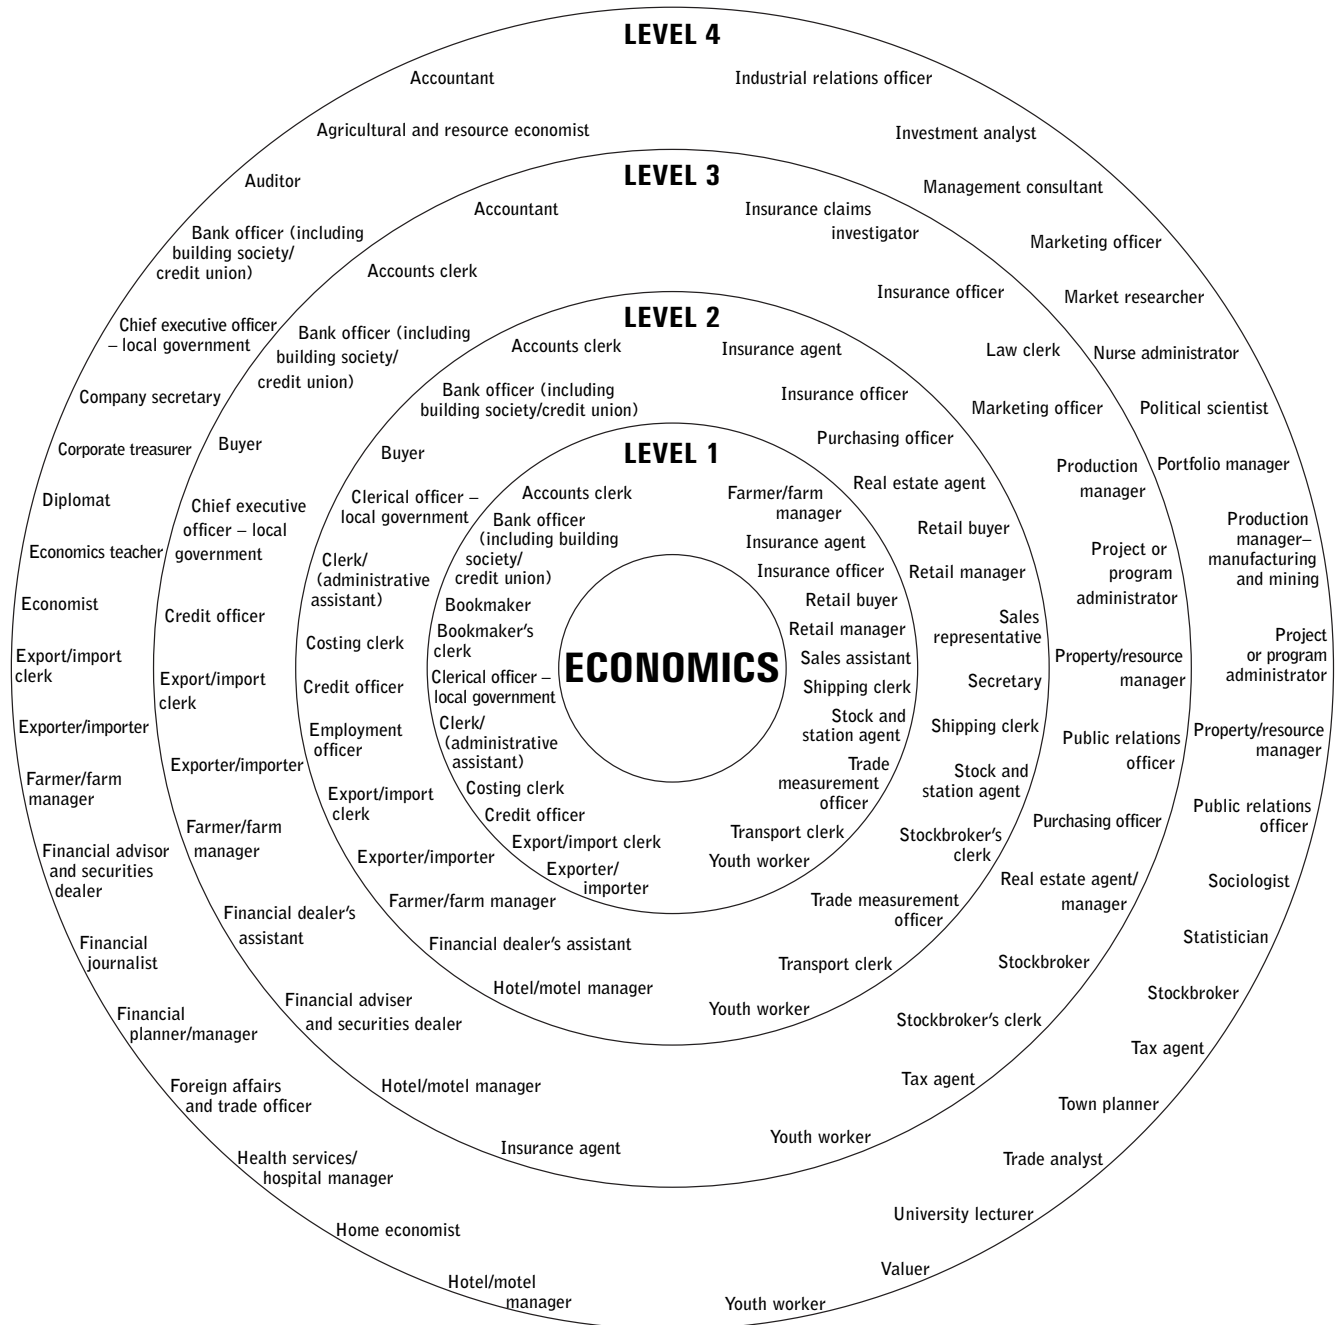 LEVEL 4
Accountant
Agricultural and resource economist
Auditor
Bank officer (including
building society/
credit union)
Chief executive officer
– local government
Company secretary
Corporate treasurer
Diplomat
Economics teacher
Economist
Export/import
clerk
Exporter/importer
Farmer/farm
manager
Financial advisor
and securities
dealer
Financial
journalist
Financial
planner/manager
Foreign affairs
and trade officer
Health services/
hospital manager
Home economist
Hotel/motel
manager
Industrial relations officer
Investment analyst
Management consultant
Marketing officer
Market researcher
Nurse administrator
Political scientist
Portfolio manager
Production
manager–
manufacturing
and mining
Project
or program
administrator
Property/resource
manager
Public relations
officer
Sociologist
Statistician
Stockbroker
Tax agent
Town planner
Trade analyst
University lecturer
Valuer
Youth worker
LEVEL 3
Accountant
Accounts clerk
Bank officer (including
building society/
credit union)
Buyer
Chief executive
officer – local
government
Credit officer
Export/import
clerk
Exporter/importer
Farmer/farm
manager
Financial dealer's
assistant
Financial adviser
and securities dealer
Hotel/motel manager
Insurance agent
Insurance claims
investigator
Insurance officer
Law clerk
Marketing officer
Production
manager
Project or
program
administrator
Property/resource
manager
Public relations
officer
Purchasing officer
Real estate agent/
manager
Stockbroker
Stockbroker's clerk
Tax agent
Youth worker
LEVEL 2
Accounts clerk
Bank officer (including
building society/credit union)
Buyer
Clerical officer –
local government
Clerk/
(administrative
assistant)
Costing clerk
Credit officer
Employment
officer
Export/import
clerk
Exporter/importer
Farmer/farm manager
Financial dealer's assistant
Hotel/motel manager
Insurance agent
Insurance officer
Purchasing officer
Real estate agent
Retail buyer
Retail manager
Sales
representative
Secretary
Shipping clerk
Stock and
station agent
Stockbroker's
clerk
Trade measurement
officer
Transport clerk
Youth worker
LEVEL 1
Accounts clerk
Bank officer
(including building
society/
credit union)
Bookmaker
Bookmaker's
clerk
Clerical officer –
local government
Clerk/
(administrative
assistant)
Costing clerk
Credit officer
Export/import clerk
Exporter/
importer
Farmer/farm
manager
Insurance agent
Insurance officer
Retail buyer
Retail manager
Sales assistant
Shipping clerk
Stock and
station agent
Trade
measurement
officer
Transport clerk
Youth worker
ECONOMICS